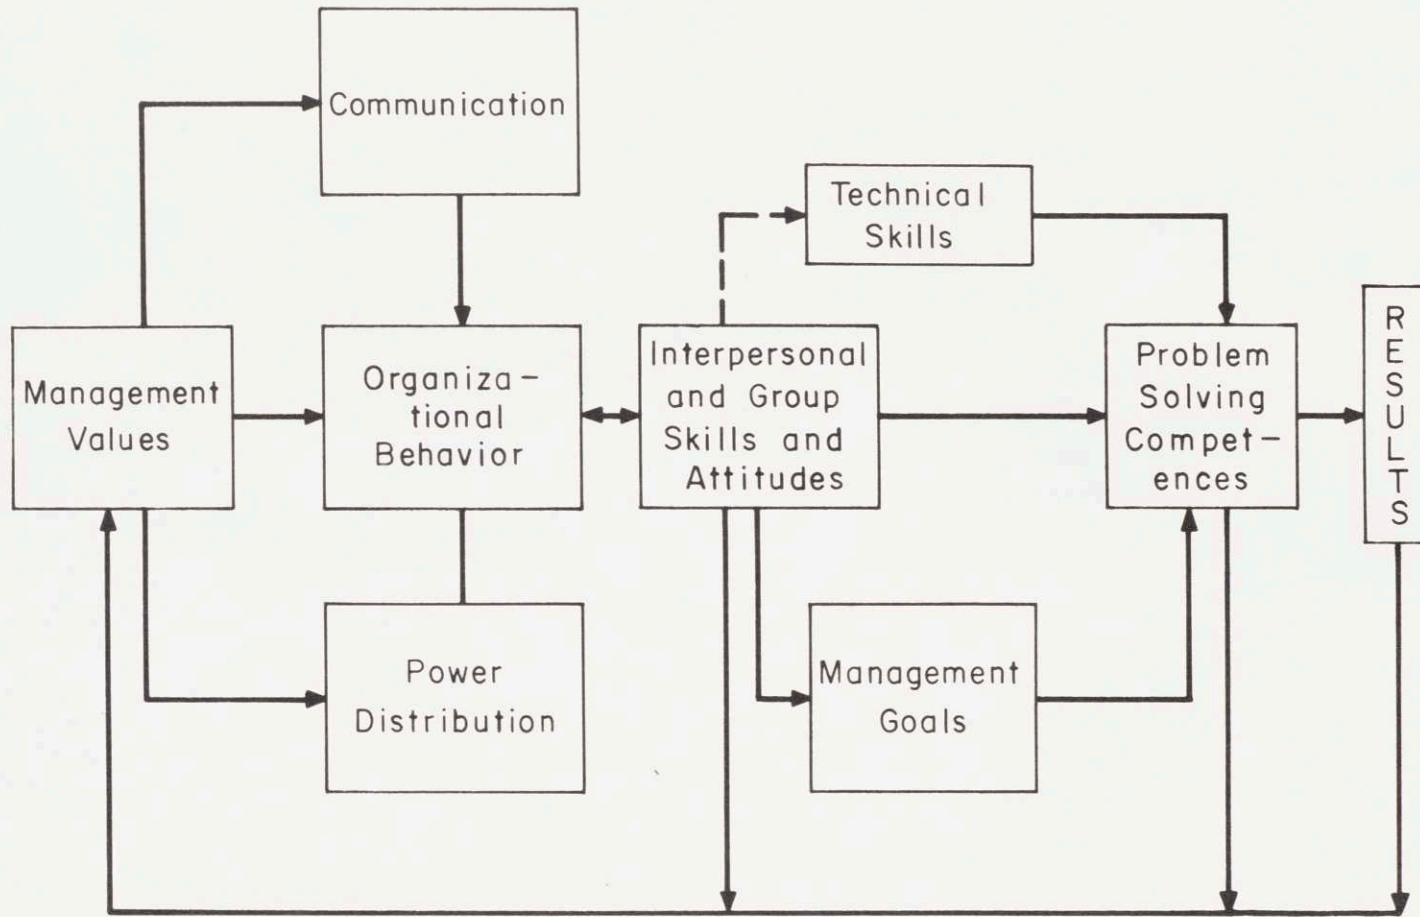 Communication
Technical
Skills
Management
Values
Organiza-
tional
Behavior
Interpersonal
and Group
Skills and
Attitudes
Problem
Solving
Compet-
ences
RESULTS
Power
Distribution
Management
Goals